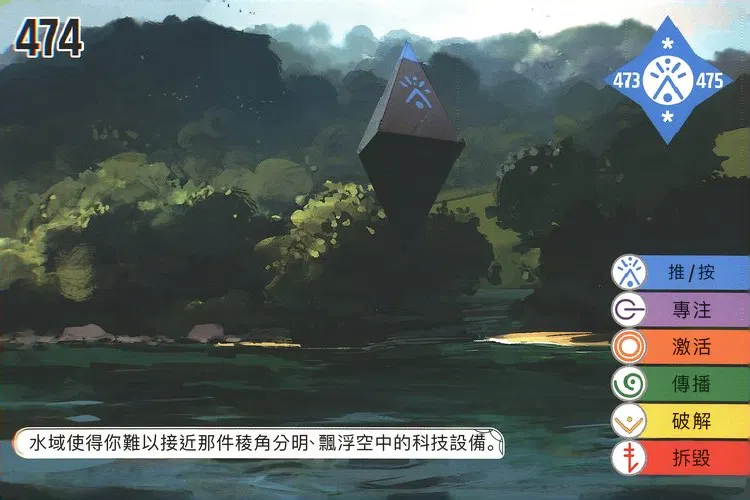 474
*
473 475
*
推/按
專注
激活
傳播
破解
拆毀
水域使得你難以接近那件稜角分明、飄浮空中的科技設備。